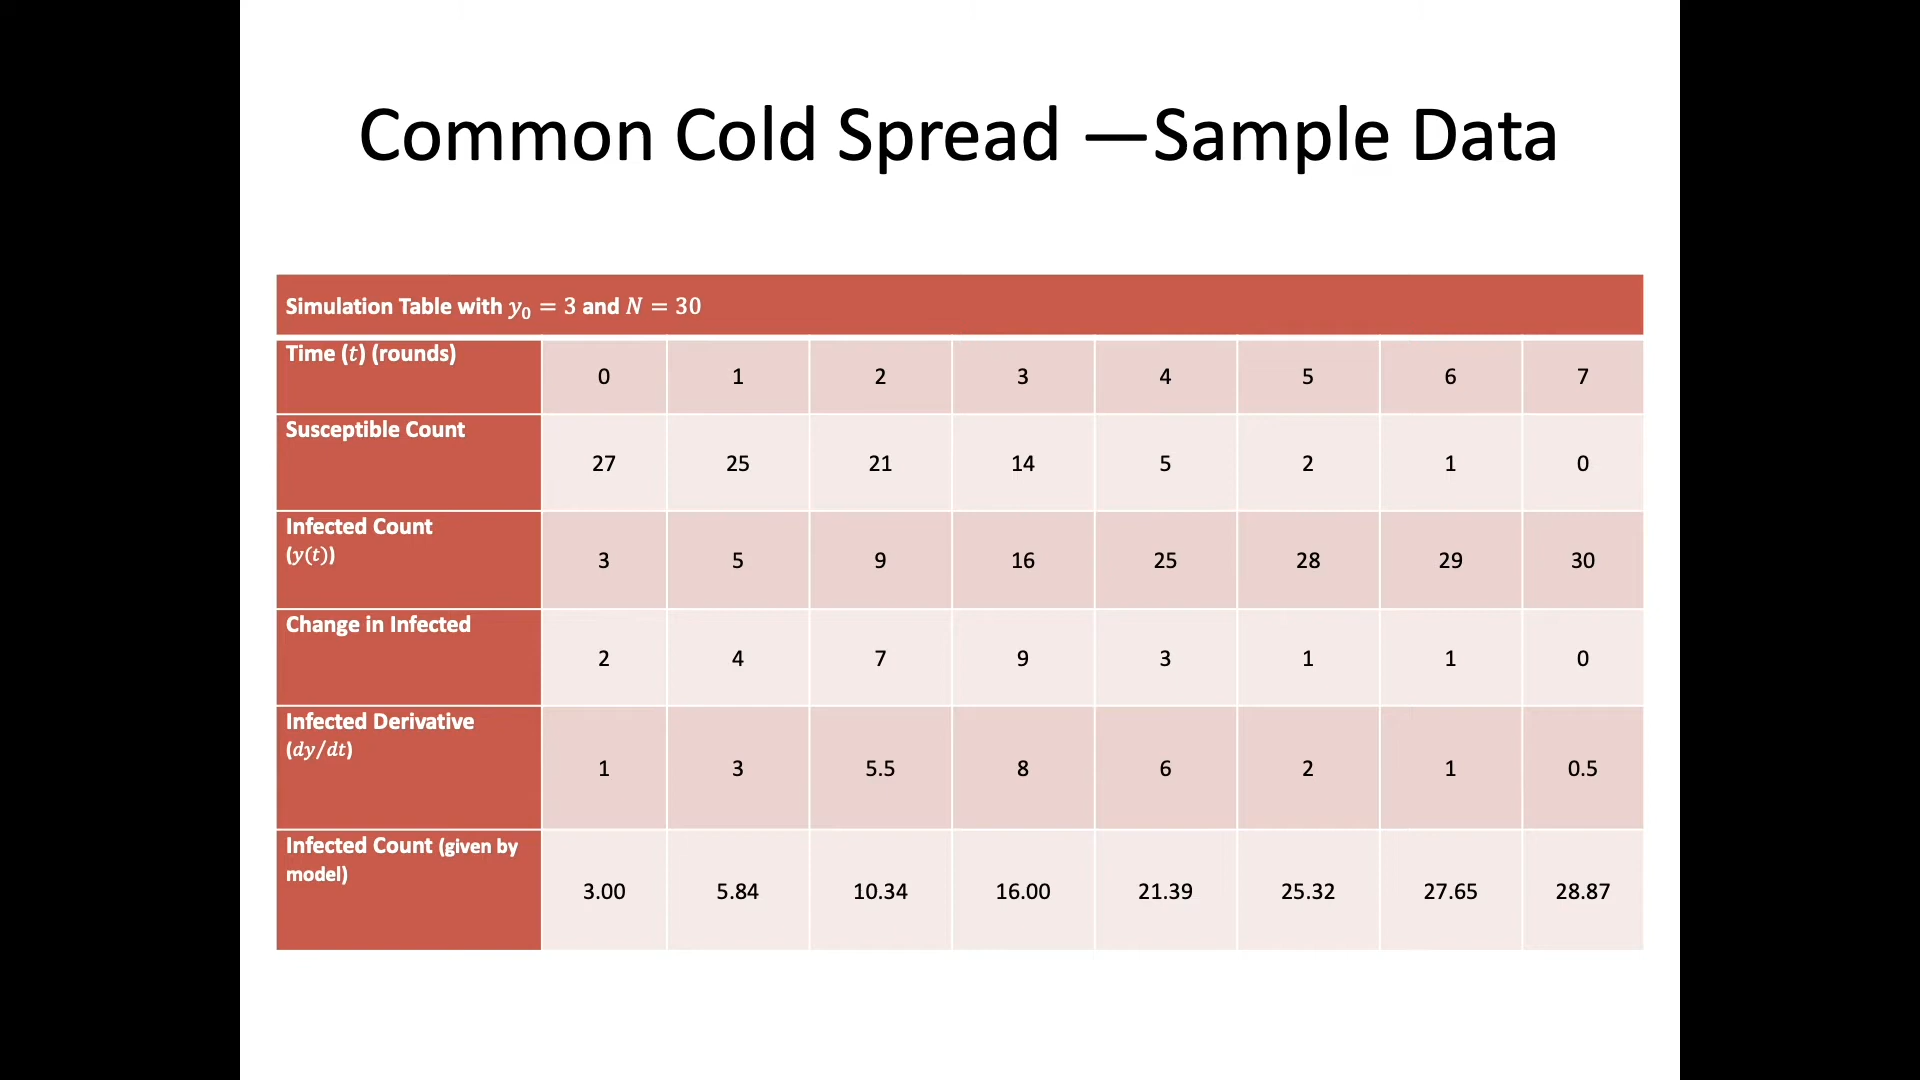 Common Cold Spread —Sample Data
Simulation Table with y₀ = 3 and N = 30
Time (t) (rounds) 0 1 2 3 4 5 6 7
Susceptible Count 27 25 21 14 5 2 1 0
Infected Count
(y(t)) 3 5 9 16 25 28 29 30
Change in Infected 2 4 7 9 3 1 1 0
Infected Derivative
(dy/dt) 1 3 5.5 8 6 2 1 0.5
Infected Count (given by
model) 3.00 5.84 10.34 16.00 21.39 25.32 27.65 28.87